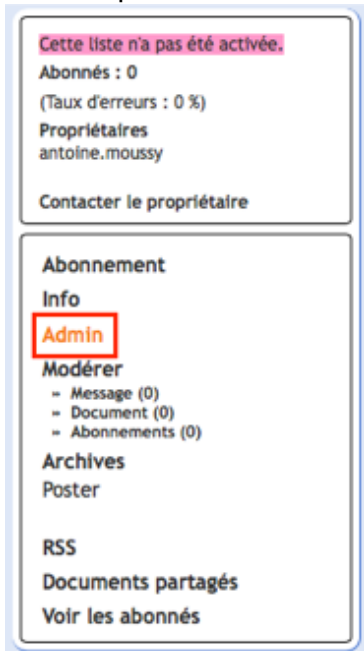 Cette liste n'a pas été activée.
Abonnés : 0
(Taux d'erreurs : 0 %)
Propriétaires
antoine.moussy
Contacter le propriétaire
Abonnement
Info
Admin
Modérer
- Message (0)
- Document (0)
- Abonnements (0)
Archives
Poster
RSS
Documents partagés
Voir les abonnés